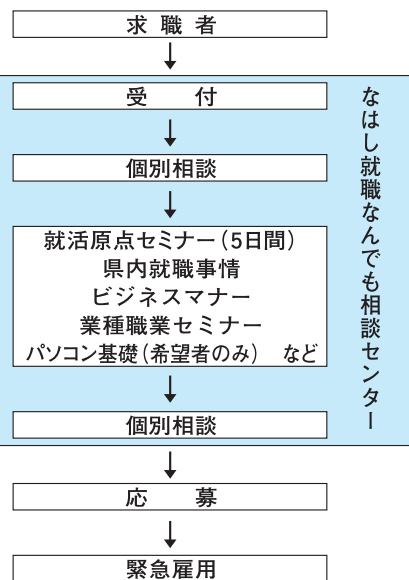 求職者
受　　付
個別相談
就活原点セミナー（5日間）
県内就職事情
ビジネスマナー
業種職業セミナー
パソコン基礎（希望者のみ）　など
個別相談
なはし就職なんでも相談センター
応　　募
緊急雇用